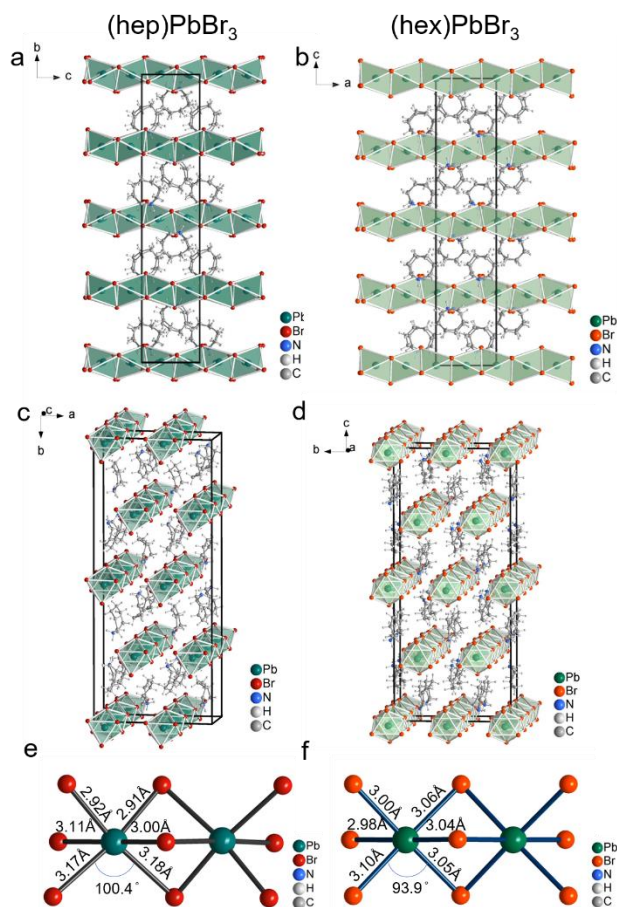 (hep)PbBr₃ (hex)PbBr₃
a
b
c
b
c
a
Pb
Br
N
H
C
Pb
Br
N
H
C
c
c
a
b
d
c
b
a
Pb
Br
N
H
C
Pb
Br
N
H
C
e
2.92Å
2.91Å
3.11Å
3.00Å
3.17Å
3.18Å
100.4°
Pb
Br
N
H
C
f
3.00Å
3.06Å
2.98Å
3.04Å
3.10Å
3.05Å
93.9°
Pb
Br
N
H
C